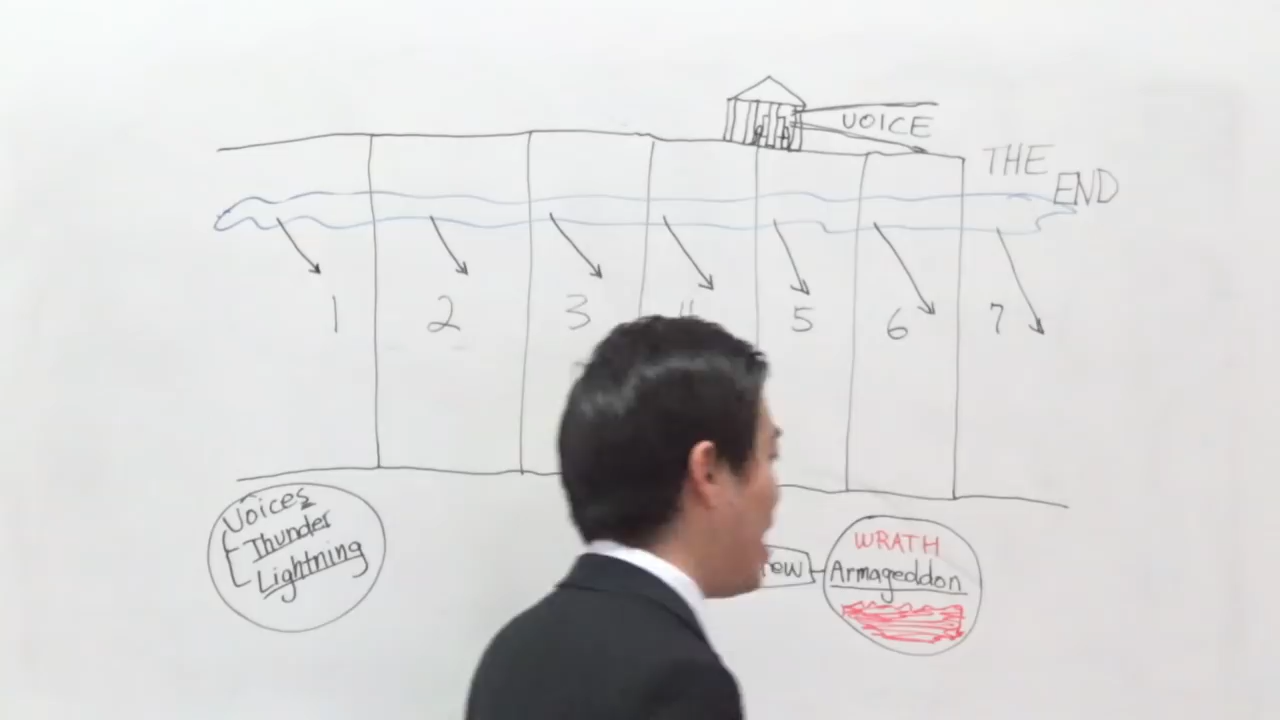 VOICE
THE
END
1
2
3
5
6
7
Voices
Thunder
Lightning
WRATH
Armageddon